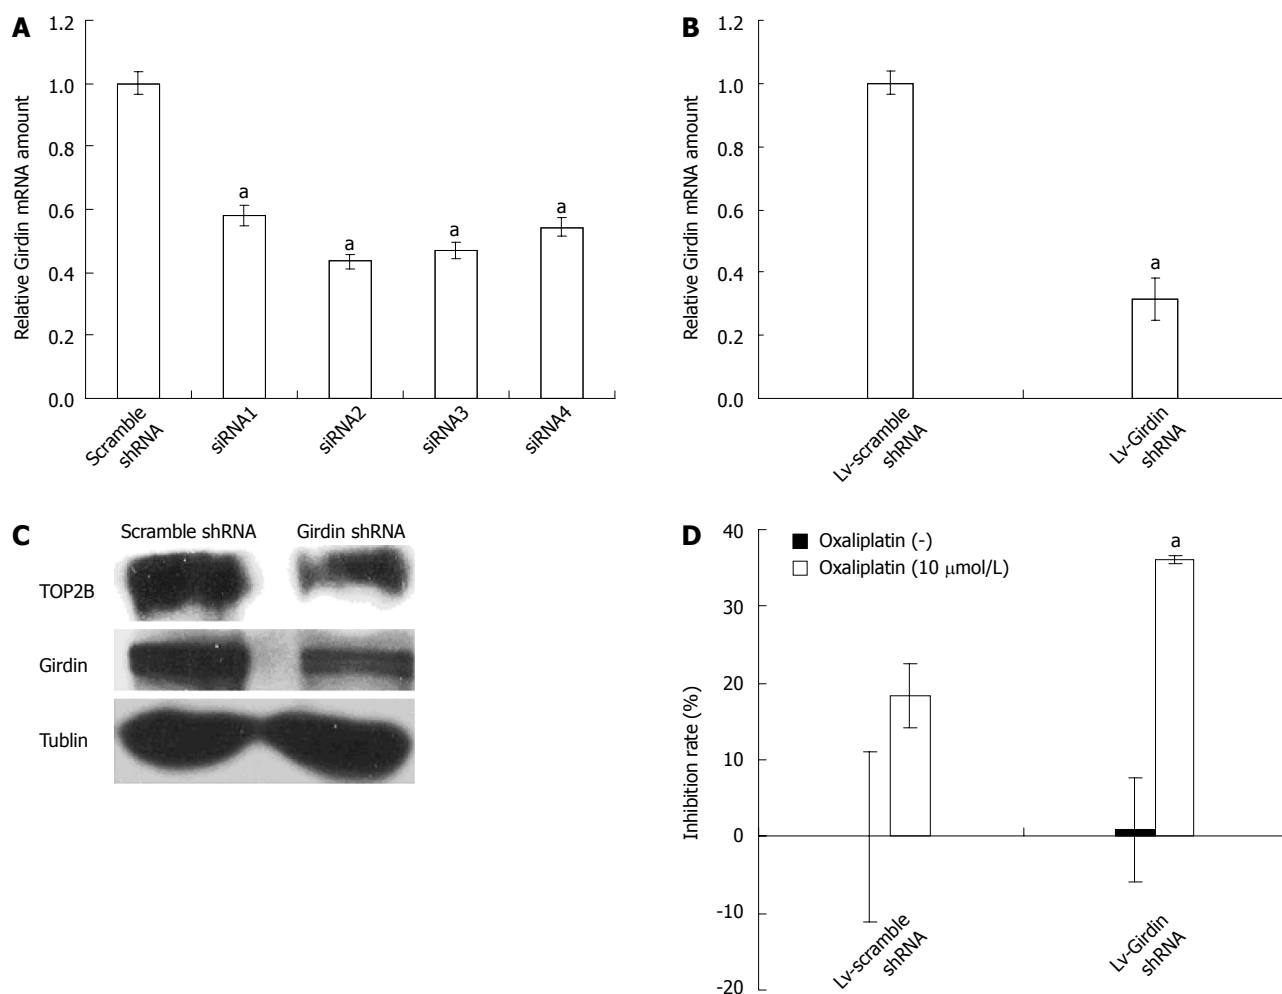 A
Relative Girdin mRNA amount
1.2
1.0
0.8
0.6
0.4
0.2
0.0
a
a
a
a
Scramble
shRNA
siRNA1
siRNA2
siRNA3
siRNA4
B
Relative Girdin mRNA amount
1.2
1.0
0.8
0.6
0.4
0.2
0.0
a
Lv-scramble
shRNA
Lv-Girdin
shRNA
C
Scramble shRNA Girdin shRNA
TOP2B
Girdin
Tublin
D
Inhibition rate (%)
40
30
20
10
0
-10
-20
Oxaliplatin (-)
Oxaliplatin (10 μmol/L)
a
Lv-scramble
shRNA
Lv-Girdin
shRNA